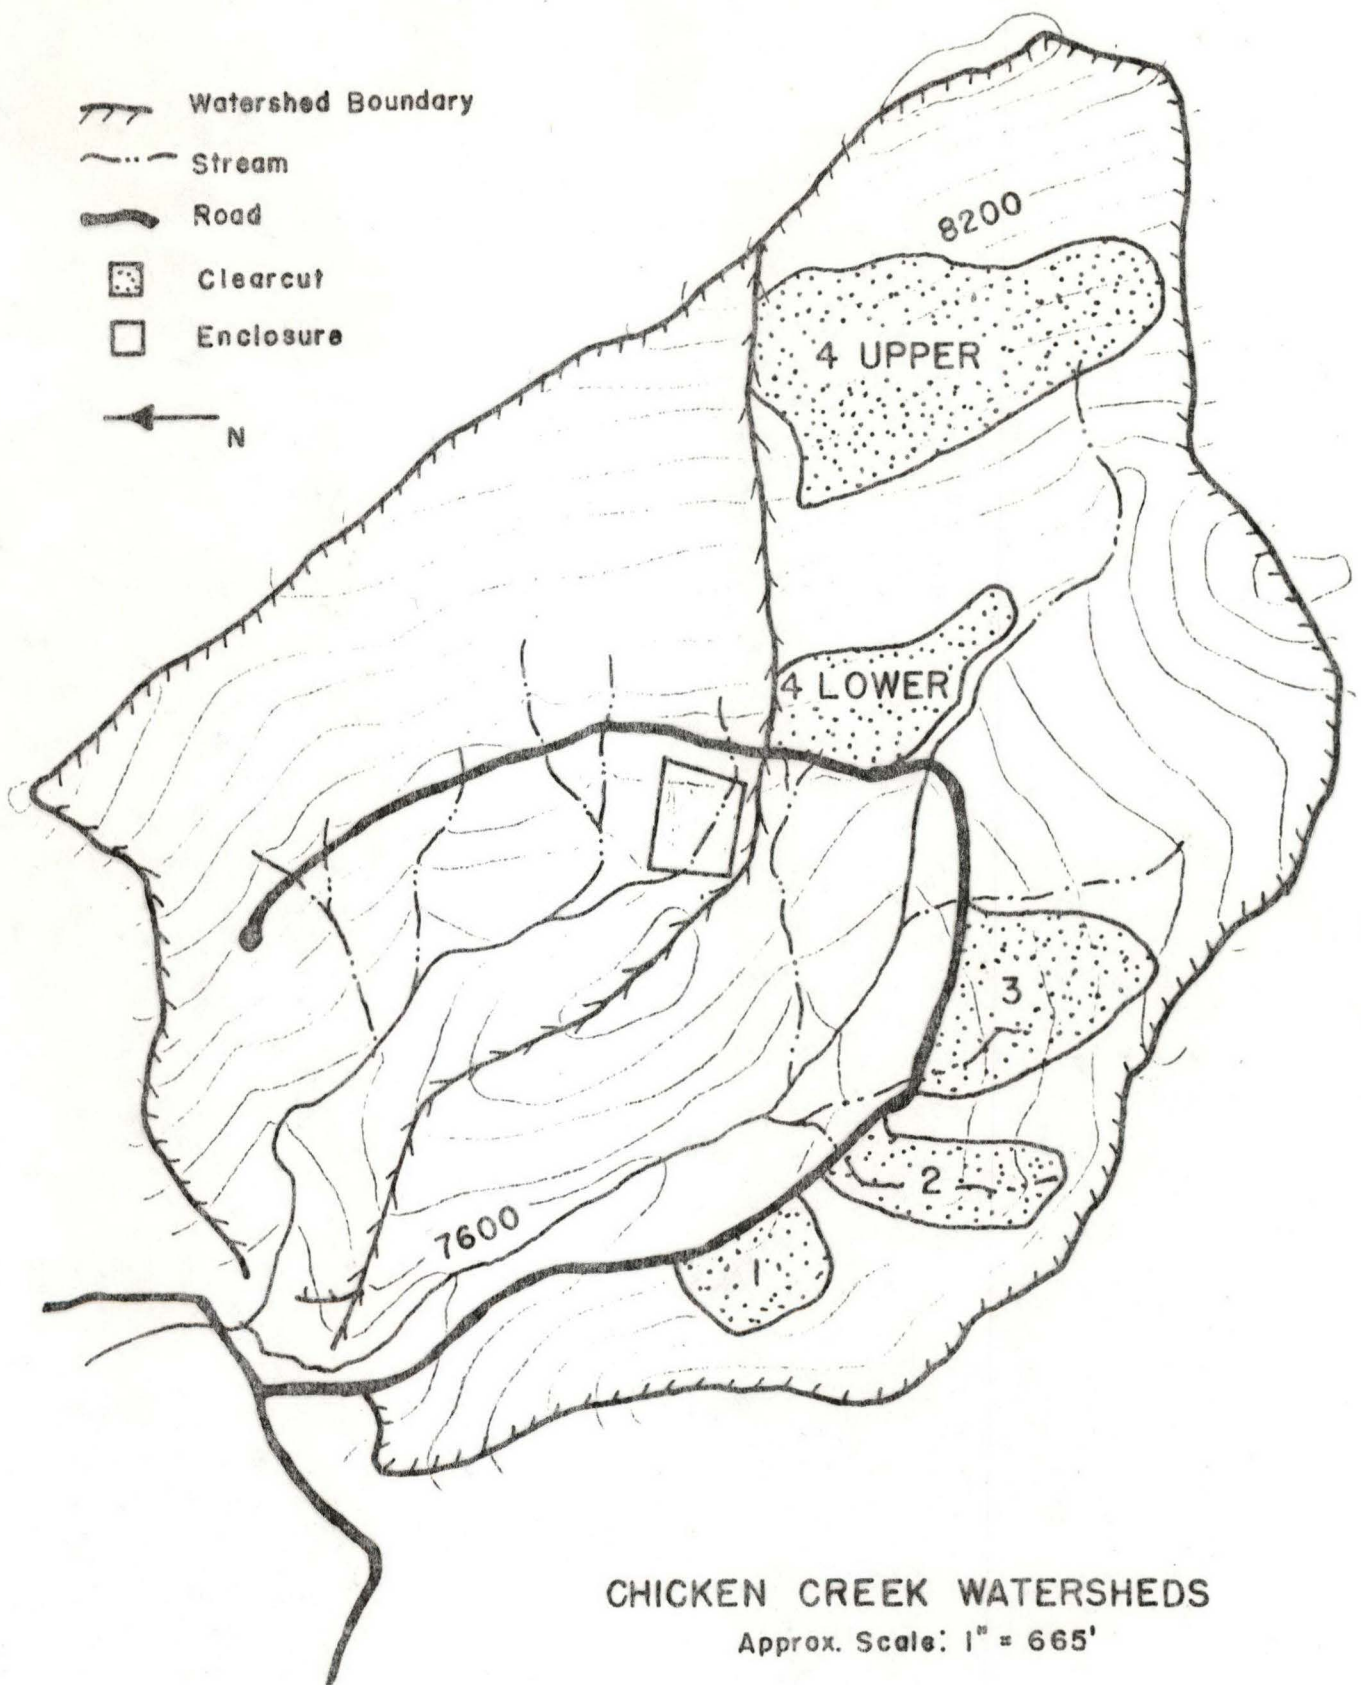 Watershed Boundary
Stream
Road
Clearcut
Enclosure
N
8200
4 UPPER
4 LOWER
3
2
1
7600
CHICKEN CREEK WATERSHEDS
Approx. Scale: 1" = 665'